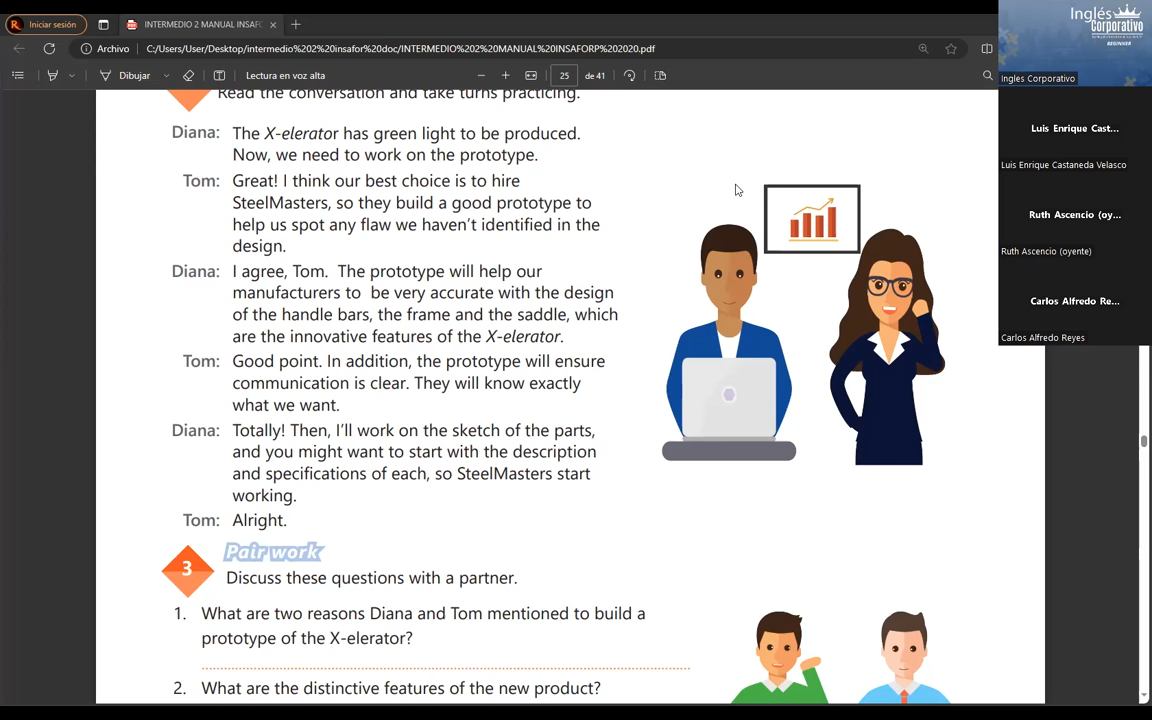 Iniciar sesión
INTERMEDIO 2 MANUAL INSAFO
Archivo
C:/Users/User/Desktop/intermedio%202%20insafor%20doc/INTERMEDIO%202%20MANUAL%20INSAFORP%202020.pdf
Dibujar
Lectura en voz alta
25
de 41
Inglés
Corporativo
BEGINNER
Ingles Corporativo
Luis Enrique Cast...
Luis Enrique Castaneda Velasco
Ruth Ascencio (oy...
Ruth Ascencio (oyente)
Carlos Alfredo Re...
Carlos Alfredo Reyes
Read the conversation and take turns practicing.
Diana: The X-elerator has green light to be produced.
Now, we need to work on the prototype.
Tom: Great! I think our best choice is to hire
SteelMasters, so they build a good prototype to
help us spot any flaw we haven't identified in the
design.
Diana: I agree, Tom. The prototype will help our
manufacturers to be very accurate with the design
of the handle bars, the frame and the saddle, which
are the innovative features of the X-elerator.
Tom: Good point. In addition, the prototype will ensure
communication is clear. They will know exactly
what we want.
Diana: Totally! Then, I'll work on the sketch of the parts,
and you might want to start with the description
and specifications of each, so SteelMasters start
working.
Tom: Alright.
Pair work
3
Discuss these questions with a partner.
1. What are two reasons Diana and Tom mentioned to build a
prototype of the X-elerator?
2. What are the distinctive features of the new product?